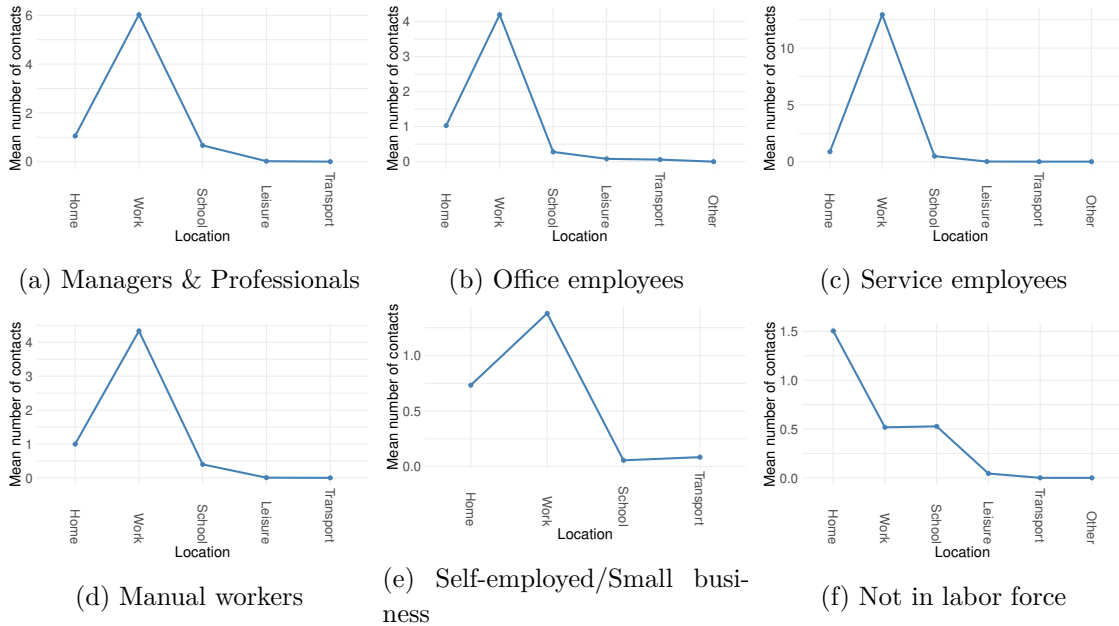 Mean number of contacts
6
4
2
0
Home
Work
School
Leisure
Transport
Location
(a) Managers & Professionals
Mean number of contacts
4
3
2
1
0
Home
Work
School
Leisure
Transport
Other
Location
(b) Office employees
Mean number of contacts
10
5
0
Home
Work
School
Leisure
Transport
Other
Location
(c) Service employees
Mean number of contacts
4
3
2
1
0
Home
Work
School
Leisure
Transport
Location
(d) Manual workers
Mean number of contacts
1.0
0.5
0.0
Home
Work
School
Transport
Location
(e) Self-employed/Small busi-
ness
Mean number of contacts
1.5
1.0
0.5
0.0
Home
Work
School
Leisure
Transport
Other
Location
(f) Not in labor force